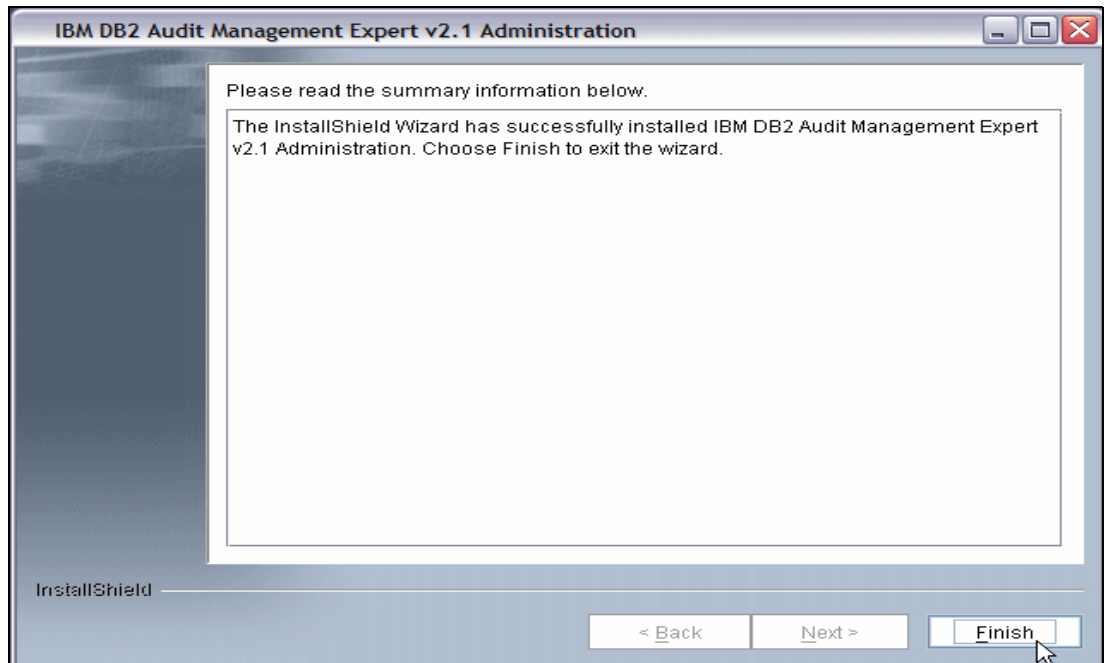 IBM DB2 Audit Management Expert v2.1 Administration
Please read the summary information below.
The InstallShield Wizard has successfully installed IBM DB2 Audit Management Expert
v2.1 Administration. Choose Finish to exit the wizard.
InstallShield
< Back
Next >
Finish